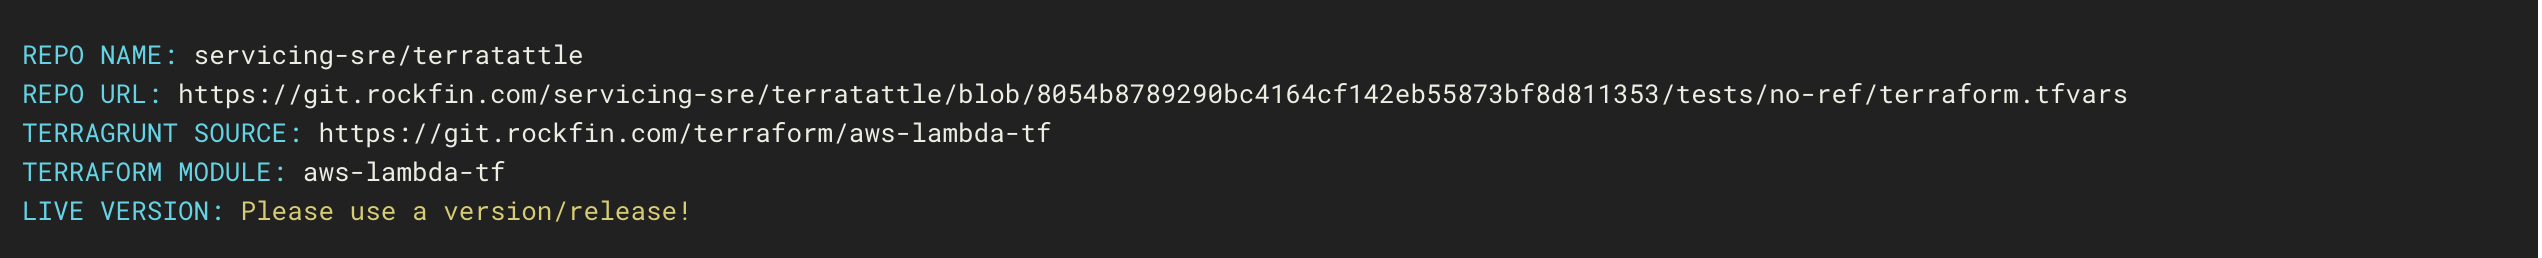 REPO NAME: servicing-sre/terratattle
REPO URL: https://git.rockfin.com/servicing-sre/terratattle/blob/8054b8789290bc4164cf142eb55873bf8d811353/tests/no-ref/terraform.tfvars
TERRAGRUNT SOURCE: https://git.rockfin.com/terraform/aws-lambda-tf
TERRAFORM MODULE: aws-lambda-tf
LIVE VERSION: Please use a version/release!